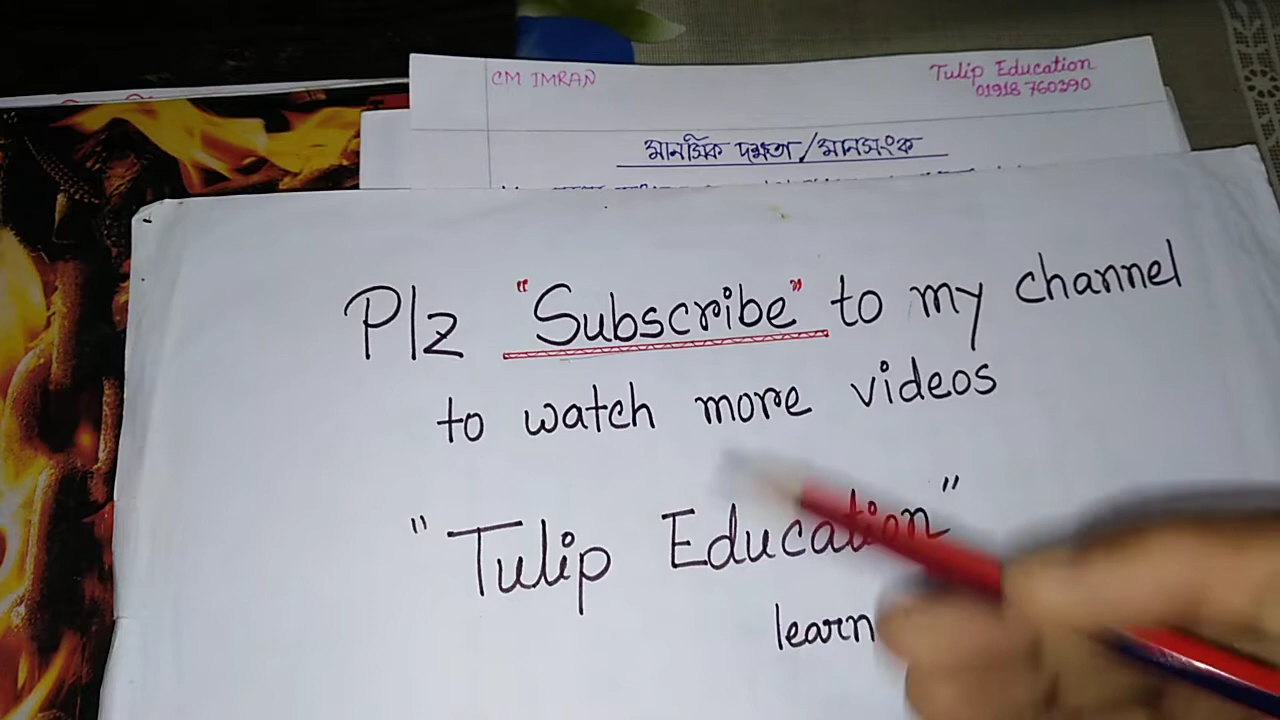 CM IMRAN
Tulip Education
01918 760390
মানসিক দক্ষতা/মানসাংক
Plz "Subscribe" to my channel
to watch more videos
"Tulip Education"
learn